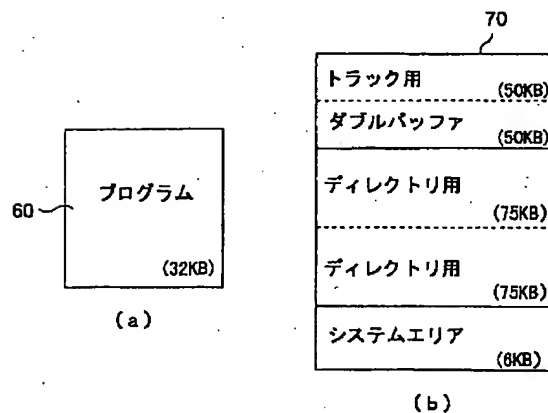 70
トラック用
(50KB)
ダブルバッファ
(50KB)
ディレクトリ用
(75KB)
ディレクトリ用
(75KB)
システムエリア
(6KB)
(b)
60
プログラム
(32KB)
(a)